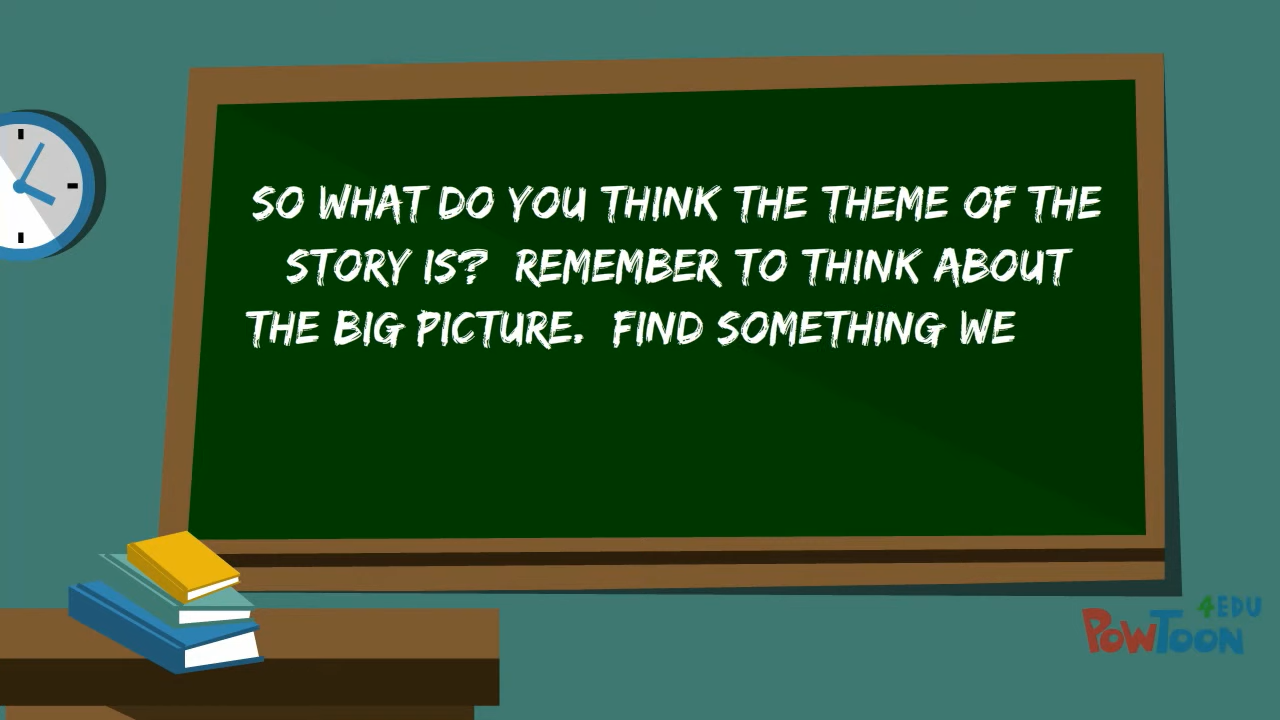 SO WHAT DO YOU THINK THE THEME OF THE
STORY IS? REMEMBER TO THINK ABOUT
THE BIG PICTURE. FIND SOMETHING WE
4EDU
POWTOON